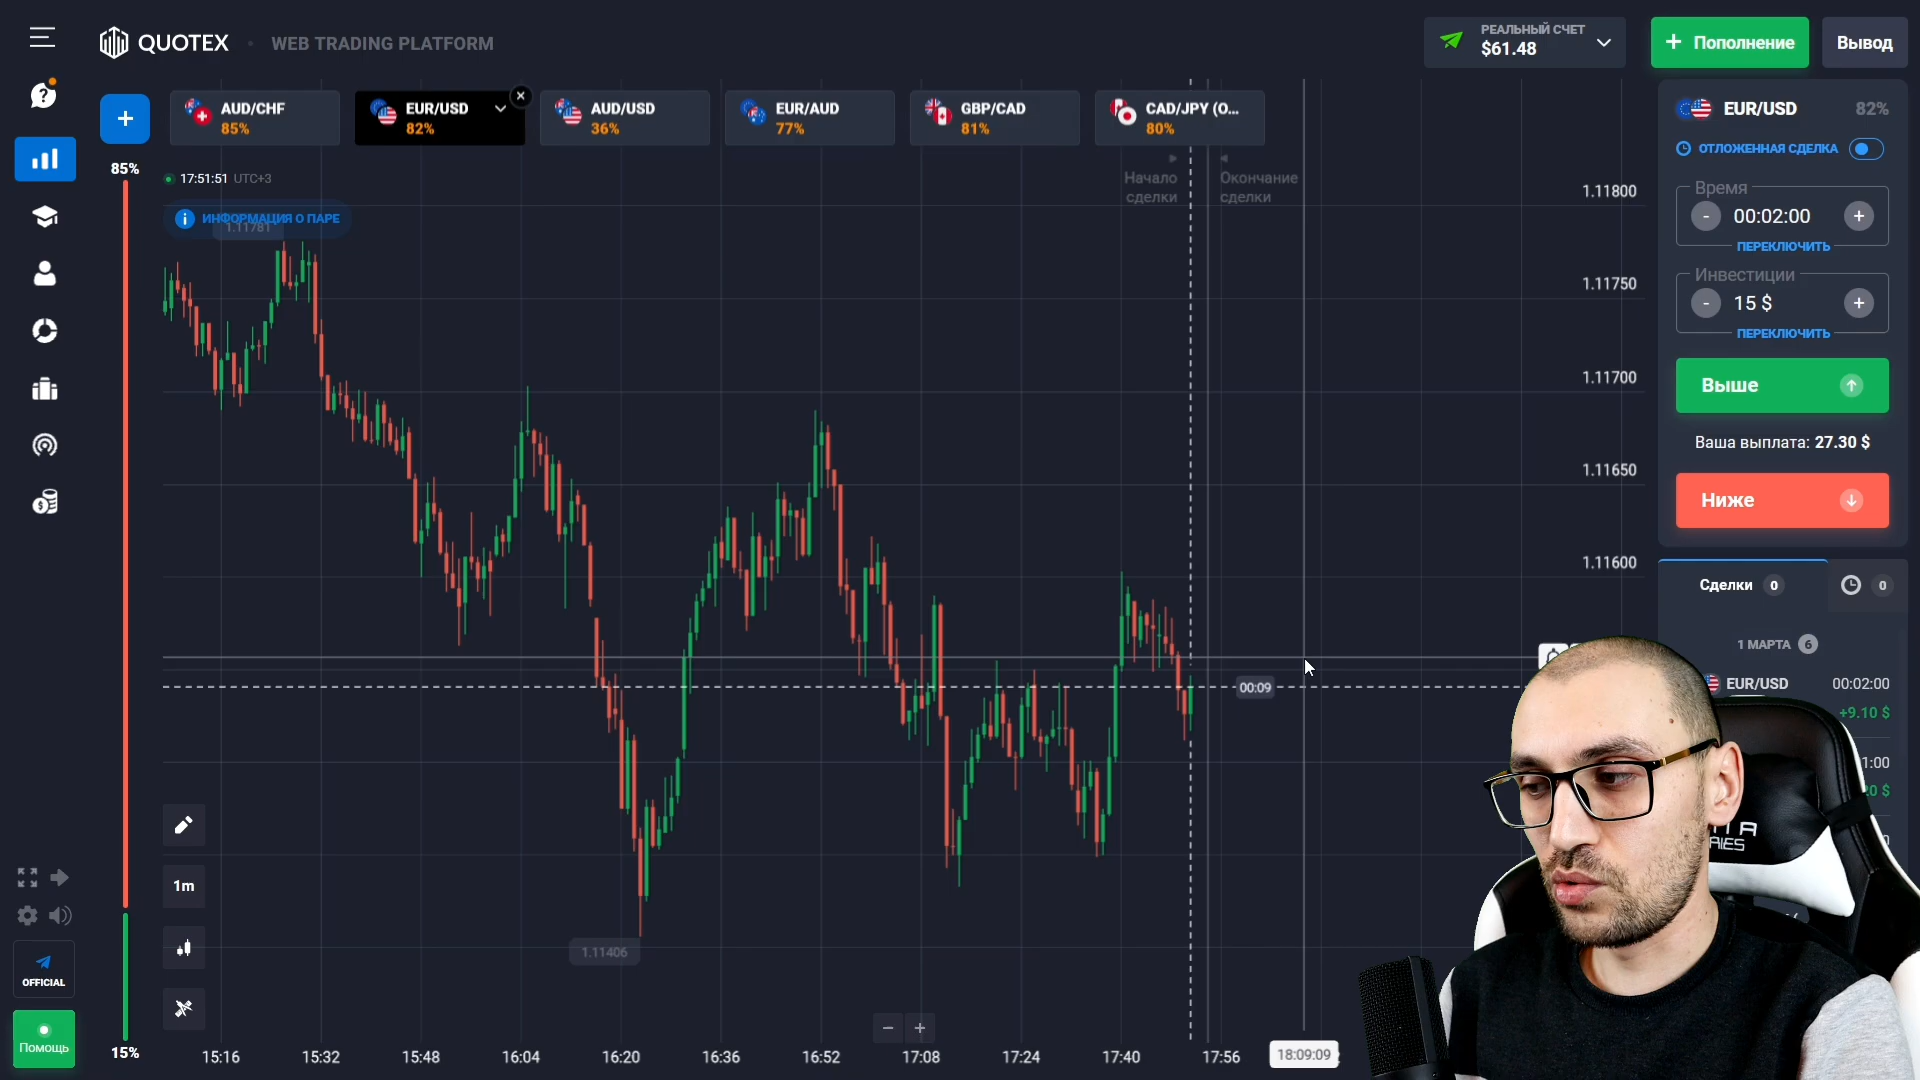 QUOTEX
WEB TRADING PLATFORM
РЕАЛЬНЫЙ СЧЕТ
$61.48
Пополнение
Вывод
AUD/CHF
85%
EUR/USD
82%
AUD/USD
36%
EUR/AUD
77%
GBP/CAD
81%
CAD/JPY (O...
80%
EUR/USD
82%
ОТЛОЖЕННАЯ СДЕЛКА
Время
- 00:02:00 +
ПЕРЕКЛЮЧИТЬ
Инвестиции
- 15 $ +
ПЕРЕКЛЮЧИТЬ
Выше
Ваша выплата: 27.30 $
Ниже
Сделки 0
0
1 МАРТА 6
EUR/USD 00:02:00
+9.10 $
85%
17:51:51 UTC+3
ИНФОРМАЦИЯ О ПАРЕ
1.11781
Начало
сделки
Окончание
сделки
1.11800
1.11750
1.11700
1.11650
1.11600
00:09
1.11406
1m
OFFICIAL
Помощь
15%
15:16
15:32
15:48
16:04
16:20
16:36
16:52
17:08
17:24
17:40
17:56
18:09:09